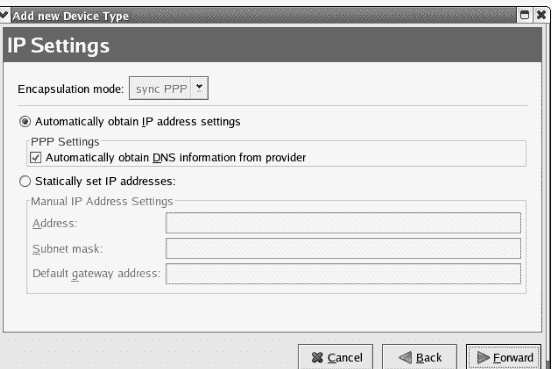 Add new Device Type
IP Settings
Encapsulation mode: sync PPP
Automatically obtain IP address settings
PPP Settings
Automatically obtain DNS information from provider
Statically set IP addresses:
Manual IP Address Settings
Address:
Subnet mask:
Default gateway address:
Cancel Back Forward